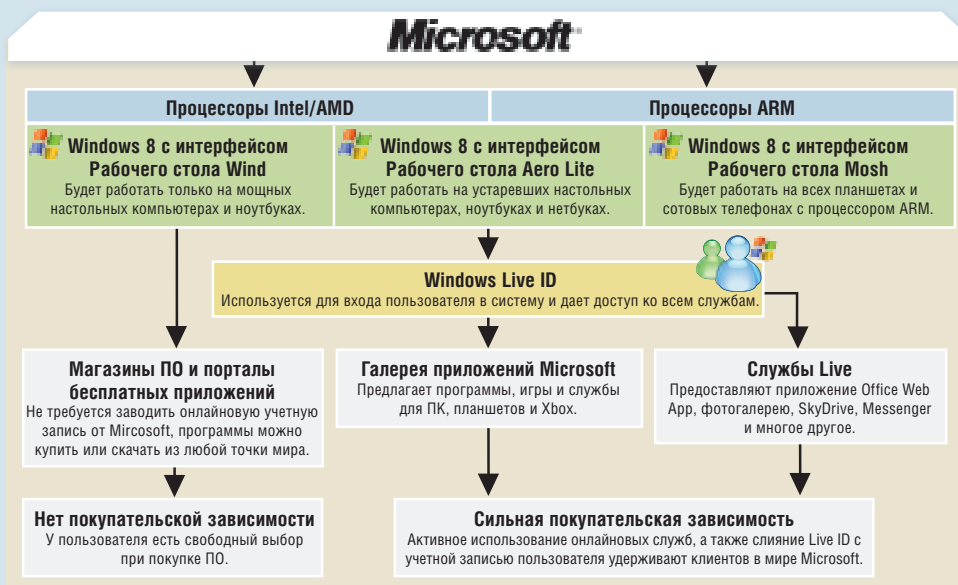 Microsoft
Процессоры Intel/AMD
Процессоры ARM
Windows 8 с интерфейсом
Рабочего стола Wind
Будет работать только на мощных
настольных компьютерах и ноутбуках.
Windows 8 с интерфейсом
Рабочего стола Aero Lite
Будет работать на устаревших настольных
компьютерах, ноутбуках и нетбуках.
Windows 8 с интерфейсом
Рабочего стола Mosh
Будет работать на всех планшетах и
сотовых телефонах с процессором ARM.
Windows Live ID
Используется для входа пользователя в систему и дает доступ ко всем службам.
Магазины ПО и порталы
бесплатных приложений
Не требуется заводить онлайновую учетную
запись от Mircosoft, программы можно
купить или скачать из любой точки мира.
Галерея приложений Microsoft
Предлагает программы, игры и службы
для ПК, планшетов и Xbox.
Службы Live
Предоставляют приложение Office Web
App, фотогалерею, SkyDrive, Messenger
и многое другое.
Нет покупательской зависимости
У пользователя есть свободный выбор
при покупке ПО.
Сильная покупательская зависимость
Активное использование онлайновых служб, а также слияние Live ID с
учетной записью пользователя удерживают клиентов в мире Microsoft.